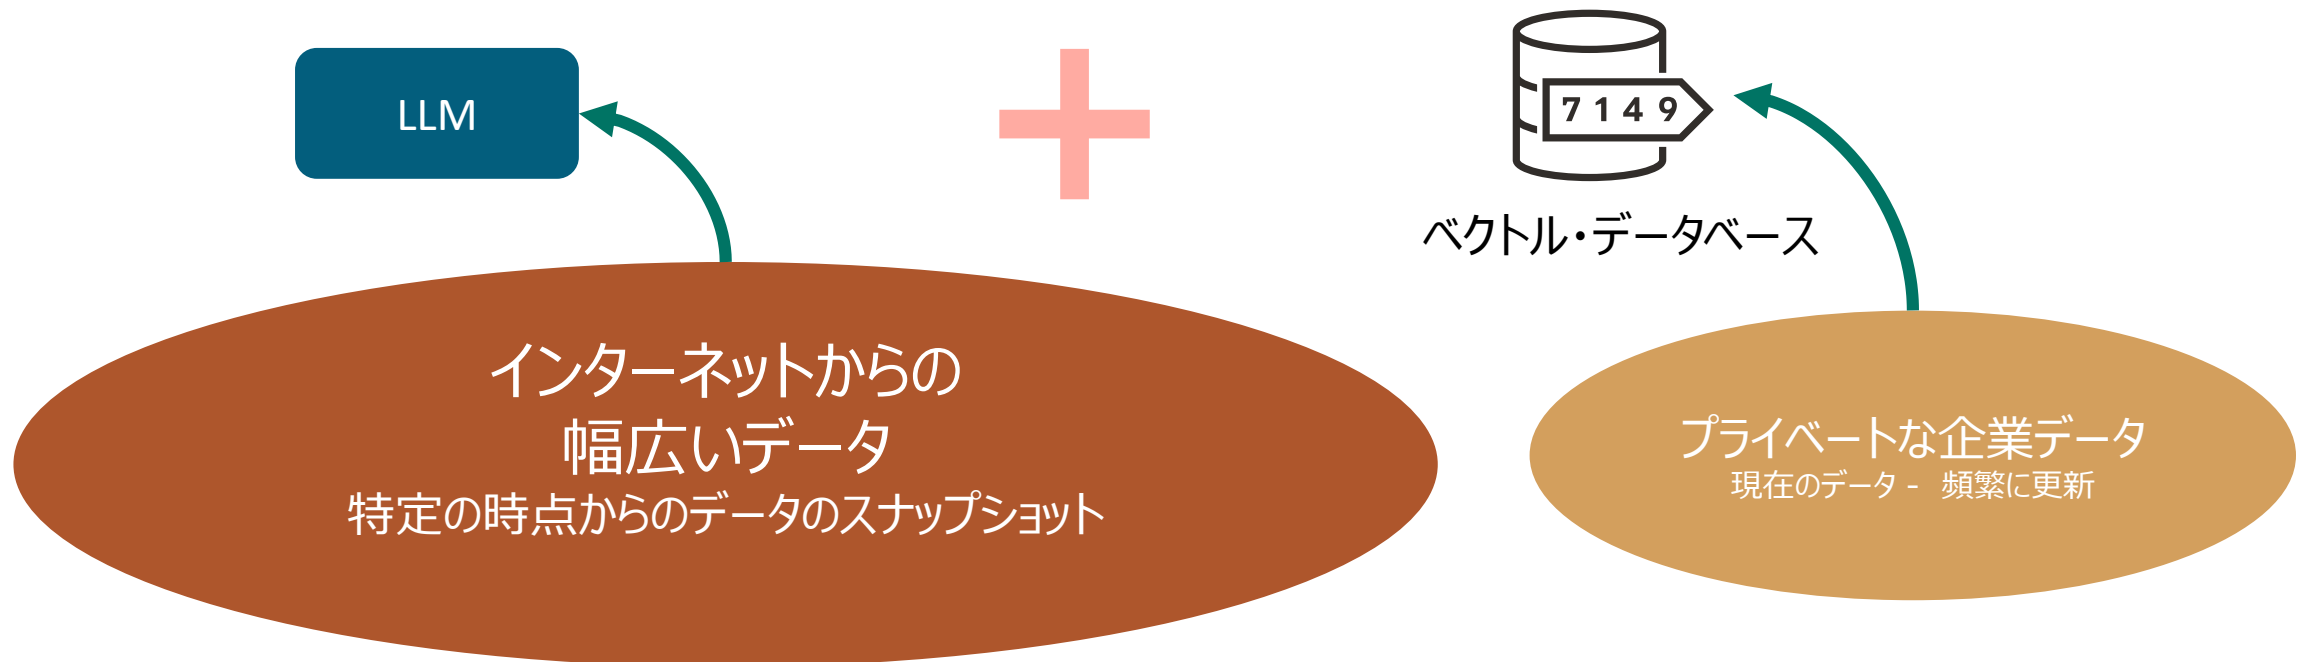 LLM
7149
ベクトル・データベース
インターネットからの
幅広いデータ
特定の時点からのデータのスナップショット
プライベートな企業データ
現在のデータ - 頻繁に更新